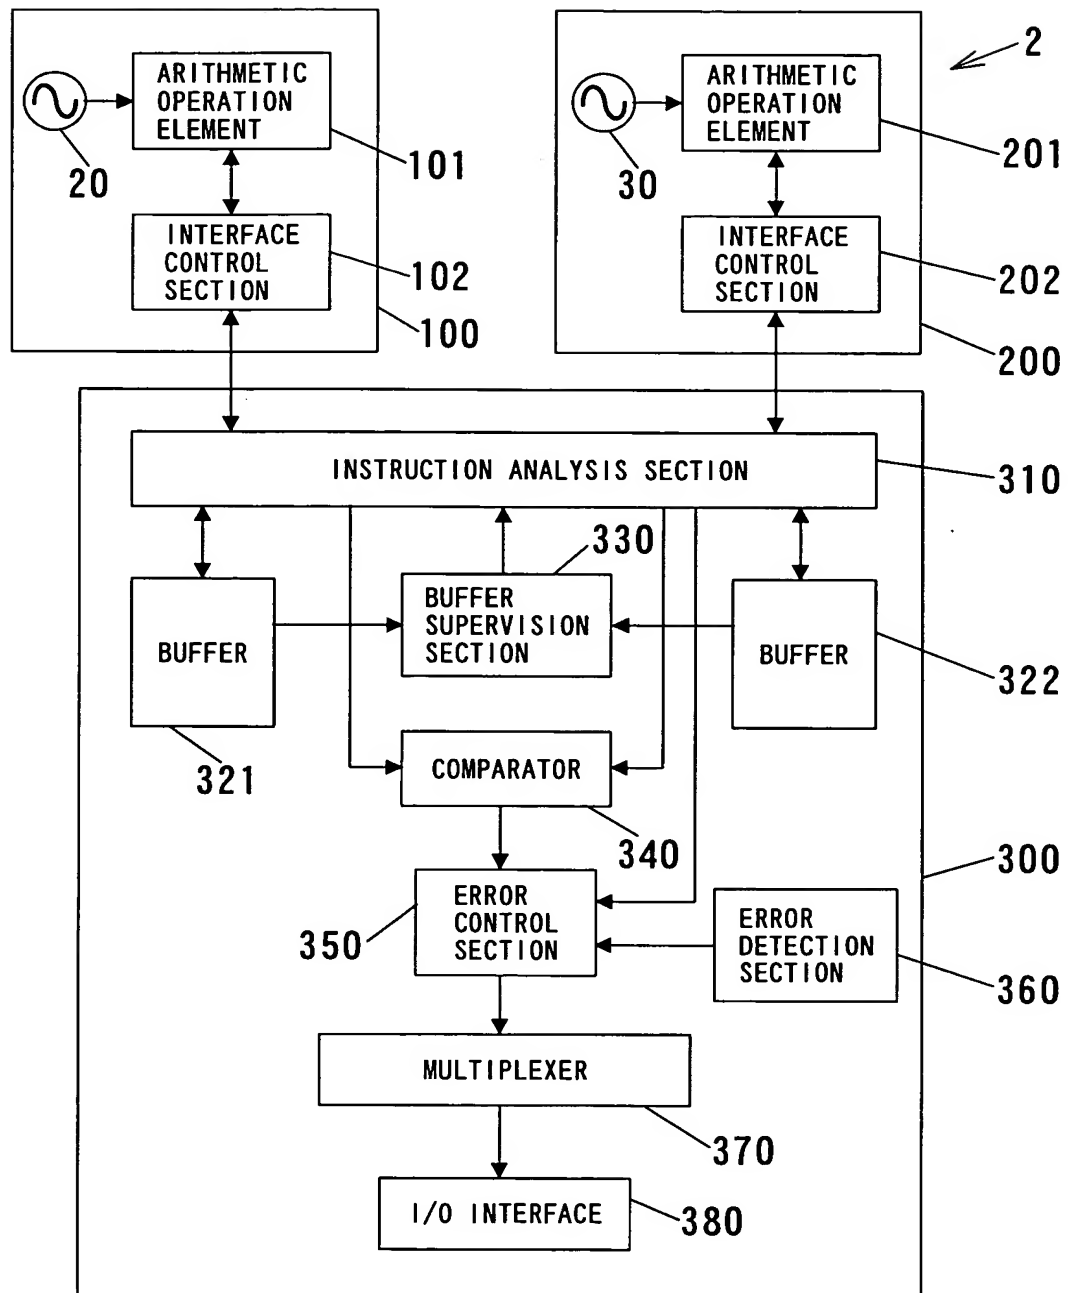 2
ARITHMETIC
OPERATION
ELEMENT
20
101
INTERFACE
CONTROL
SECTION
102
100
ARITHMETIC
OPERATION
ELEMENT
30
201
INTERFACE
CONTROL
SECTION
202
200
INSTRUCTION ANALYSIS SECTION
310
330
BUFFER
321
BUFFER
SUPERVISION
SECTION
BUFFER
322
COMPARATOR
340
300
ERROR
CONTROL
SECTION
350
ERROR
DETECTION
SECTION
360
MULTIPLEXER
370
I/O INTERFACE
380